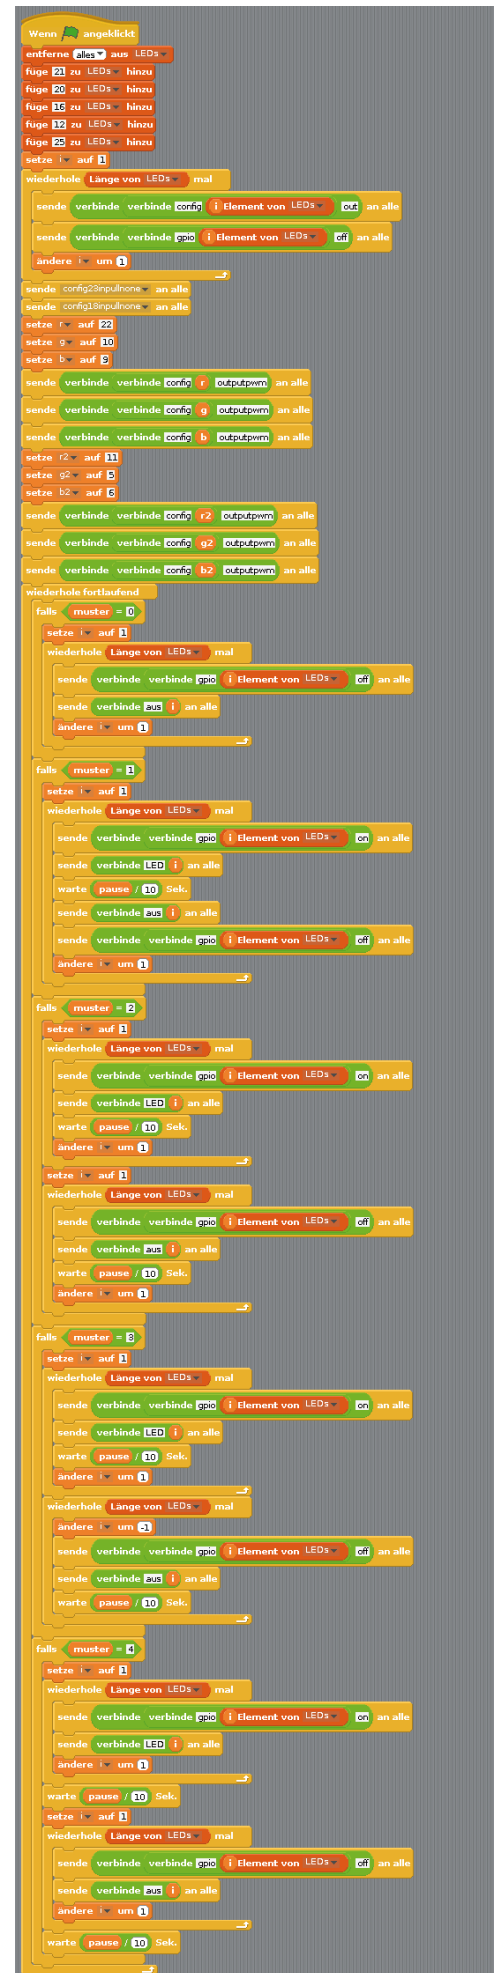 Wenn angeklickt
entferne alles aus LEDs
füge 21 zu LEDs hinzu
füge 20 zu LEDs hinzu
füge 16 zu LEDs hinzu
füge 12 zu LEDs hinzu
füge 25 zu LEDs hinzu
setze i auf 1
wiederhole Länge von LEDs mal
sende verbinde verbinde config i Element von LEDs out an alle
sende verbinde verbinde gpio i Element von LEDs off an alle
ändere i um 1
sende config23inpullnone an alle
sende config18inpullnone an alle
setze r auf 22
setze g auf 10
setze b auf 9
sende verbinde verbinde config r outputpwm an alle
sende verbinde verbinde config g outputpwm an alle
sende verbinde verbinde config b outputpwm an alle
setze r2 auf 11
setze g2 auf 5
setze b2 auf 6
sende verbinde verbinde config r2 outputpwm an alle
sende verbinde verbinde config g2 outputpwm an alle
sende verbinde verbinde config b2 outputpwm an alle
wiederhole fortlaufend
falls muster = 0
setze i auf 1
wiederhole Länge von LEDs mal
sende verbinde verbinde gpio i Element von LEDs off an alle
sende verbinde aus i an alle
ändere i um 1
falls muster = 1
setze i auf 1
wiederhole Länge von LEDs mal
sende verbinde verbinde gpio i Element von LEDs on an alle
sende verbinde LED i an alle
warte pause / 10 Sek.
sende verbinde aus i an alle
sende verbinde verbinde gpio i Element von LEDs off an alle
ändere i um 1
falls muster = 2
setze i auf 1
wiederhole Länge von LEDs mal
sende verbinde verbinde gpio i Element von LEDs on an alle
sende verbinde LED i an alle
warte pause / 10 Sek.
ändere i um 1
setze i auf 1
wiederhole Länge von LEDs mal
sende verbinde verbinde gpio i Element von LEDs off an alle
sende verbinde aus i an alle
warte pause / 10 Sek.
ändere i um 1
falls muster = 3
setze i auf 1
wiederhole Länge von LEDs mal
sende verbinde verbinde gpio i Element von LEDs on an alle
sende verbinde LED i an alle
warte pause / 10 Sek.
ändere i um 1
wiederhole Länge von LEDs mal
ändere i um -1
sende verbinde verbinde gpio i Element von LEDs off an alle
sende verbinde aus i an alle
warte pause / 10 Sek.
falls muster = 4
setze i auf 1
wiederhole Länge von LEDs mal
sende verbinde verbinde gpio i Element von LEDs on an alle
sende verbinde LED i an alle
ändere i um 1
warte pause / 10 Sek.
setze i auf 1
wiederhole Länge von LEDs mal
sende verbinde verbinde gpio i Element von LEDs off an alle
sende verbinde aus i an alle
ändere i um 1
warte pause / 10 Sek.